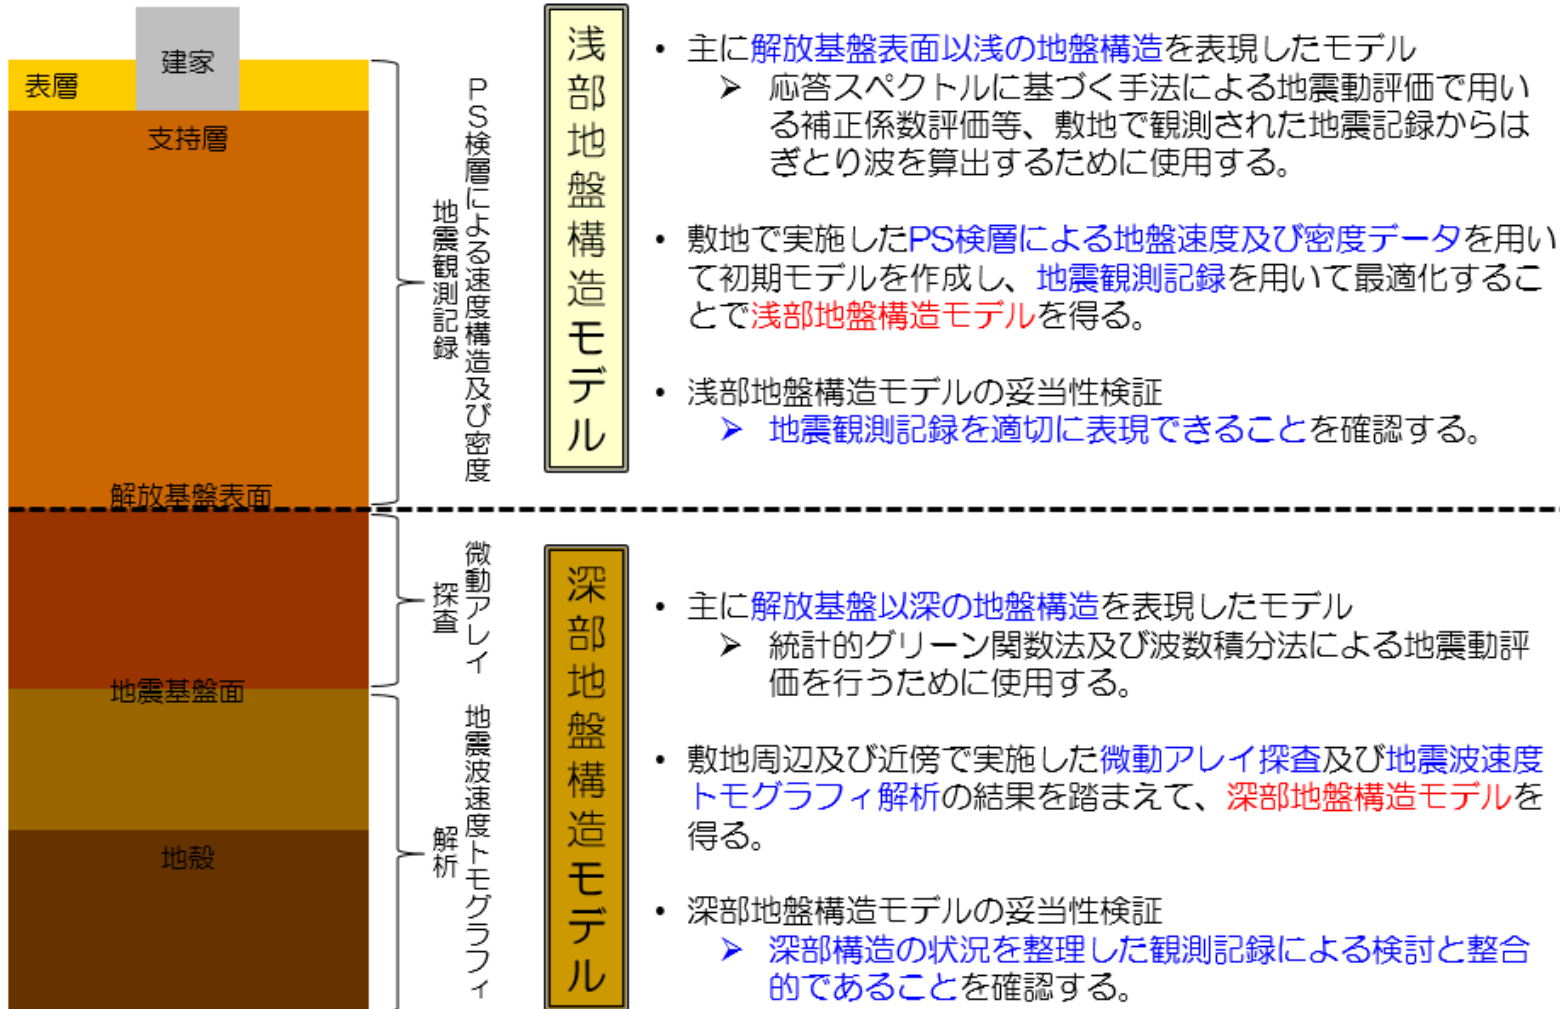 建家
表層
支持層
解放基盤表面
地震基盤面
地殻
PS検層による速度構造及び密度
地震観測記録
微動アレイ
探査
地震波速度トモグラフィ
解析
浅部地盤構造モデル
・ 主に解放基盤表面以浅の地盤構造を表現したモデル
➢ 応答スペクトルに基づく手法による地震動評価で用い
る補正係数評価等、敷地で観測された地震記録からは
ぎとり波を算出するために使用する。
・ 敷地で実施したPS検層による地盤速度及び密度データを用い
て初期モデルを作成し、地震観測記録を用いて最適化するこ
とで浅部地盤構造モデルを得る。
・ 浅部地盤構造モデルの妥当性検証
➢ 地震観測記録を適切に表現できることを確認する。
深部地盤構造モデル
・ 主に解放基盤以深の地盤構造を表現したモデル
➢ 統計的グリーン関数法及び波数積分法による地震動評
価を行うために使用する。
・ 敷地周辺及び近傍で実施した微動アレイ探査及び地震波速度
トモグラフィ解析の結果を踏まえて、深部地盤構造モデルを
得る。
・ 深部地盤構造モデルの妥当性検証
➢ 深部構造の状況を整理した観測記録による検討と整合
的であることを確認する。